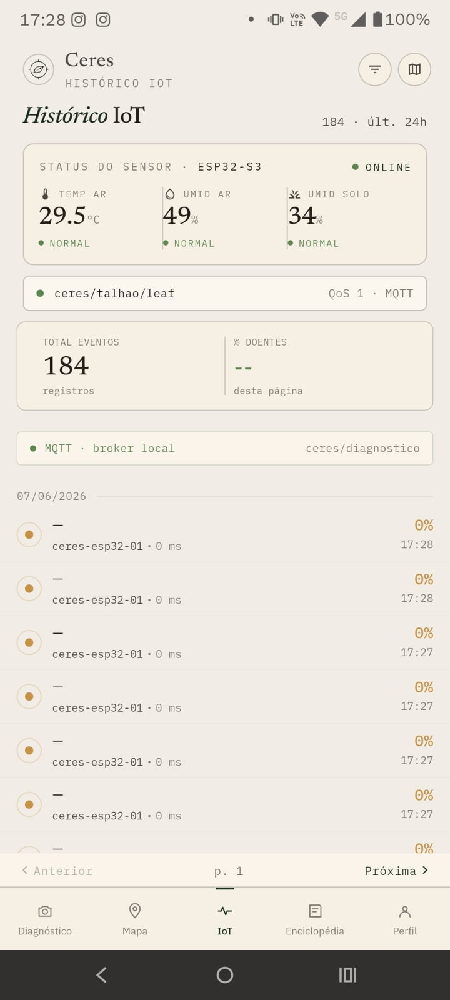 17:28 VoLTE 5G 100%
Ceres
HISTÓRICO IOT
Histórico IoT
184 · últ. 24h
STATUS DO SENSOR · ESP32-S3 ONLINE
TEMP AR UMID AR UMID SOLO
29.5°C 49% 34%
NORMAL NORMAL NORMAL
ceres/talhao/leaf QoS 1 · MQTT
TOTAL EVENTOS % DOENTES
184 --
registros desta página
MQTT · broker local ceres/diagnostico
07/06/2026
— 0%
ceres-esp32-01 • 0 ms 17:28
— 0%
ceres-esp32-01 • 0 ms 17:28
— 0%
ceres-esp32-01 • 0 ms 17:27
— 0%
ceres-esp32-01 • 0 ms 17:27
— 0%
ceres-esp32-01 • 0 ms 17:27
— 0%
ceres-esp32-01 • 0 ms 17:27
— 0%
Anterior p. 1 Próxima
Diagnóstico Mapa IoT Enciclopédia Perfil